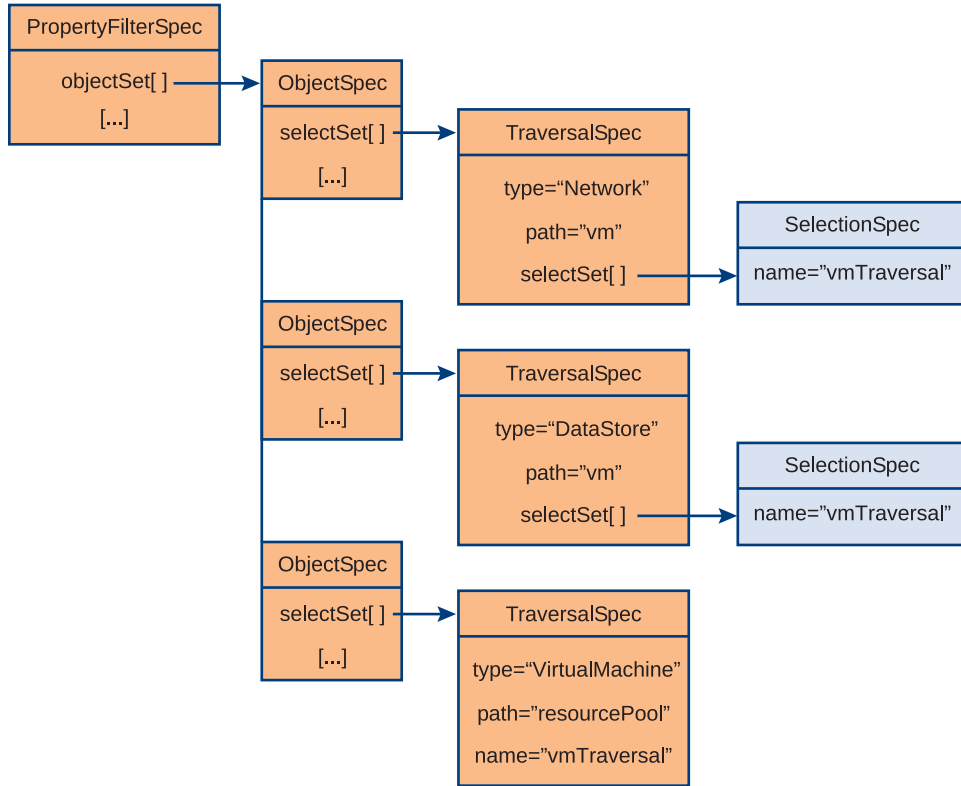 PropertyFilterSpec
objectSet[ ]
[...]
ObjectSpec
selectSet[ ]
[...]
TraversalSpec
type=“Network”
path=”vm”
selectSet[ ]
SelectionSpec
name=”vmTraversal”
ObjectSpec
selectSet[ ]
[...]
TraversalSpec
type=“DataStore”
path=”vm”
selectSet[ ]
SelectionSpec
name=”vmTraversal”
ObjectSpec
selectSet[ ]
[...]
TraversalSpec
type=“VirtualMachine”
path=”resourcePool”
name=”vmTraversal”